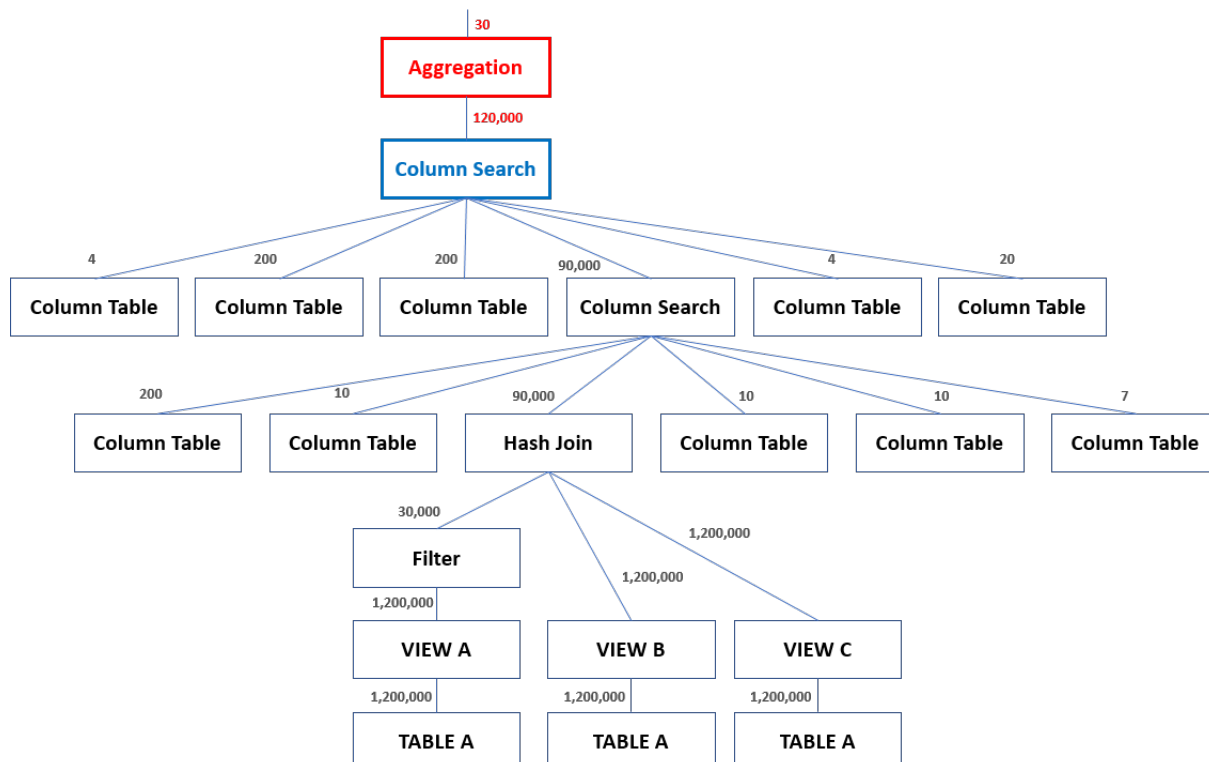 30
Aggregation
120,000
Column Search
4
200
200
90,000
4
20
Column Table
Column Table
Column Table
Column Search
Column Table
Column Table
200
10
90,000
10
10
7
Column Table
Column Table
Hash Join
Column Table
Column Table
Column Table
30,000
1,200,000
Filter
1,200,000
1,200,000
VIEW A
VIEW B
VIEW C
1,200,000
1,200,000
1,200,000
TABLE A
TABLE A
TABLE A